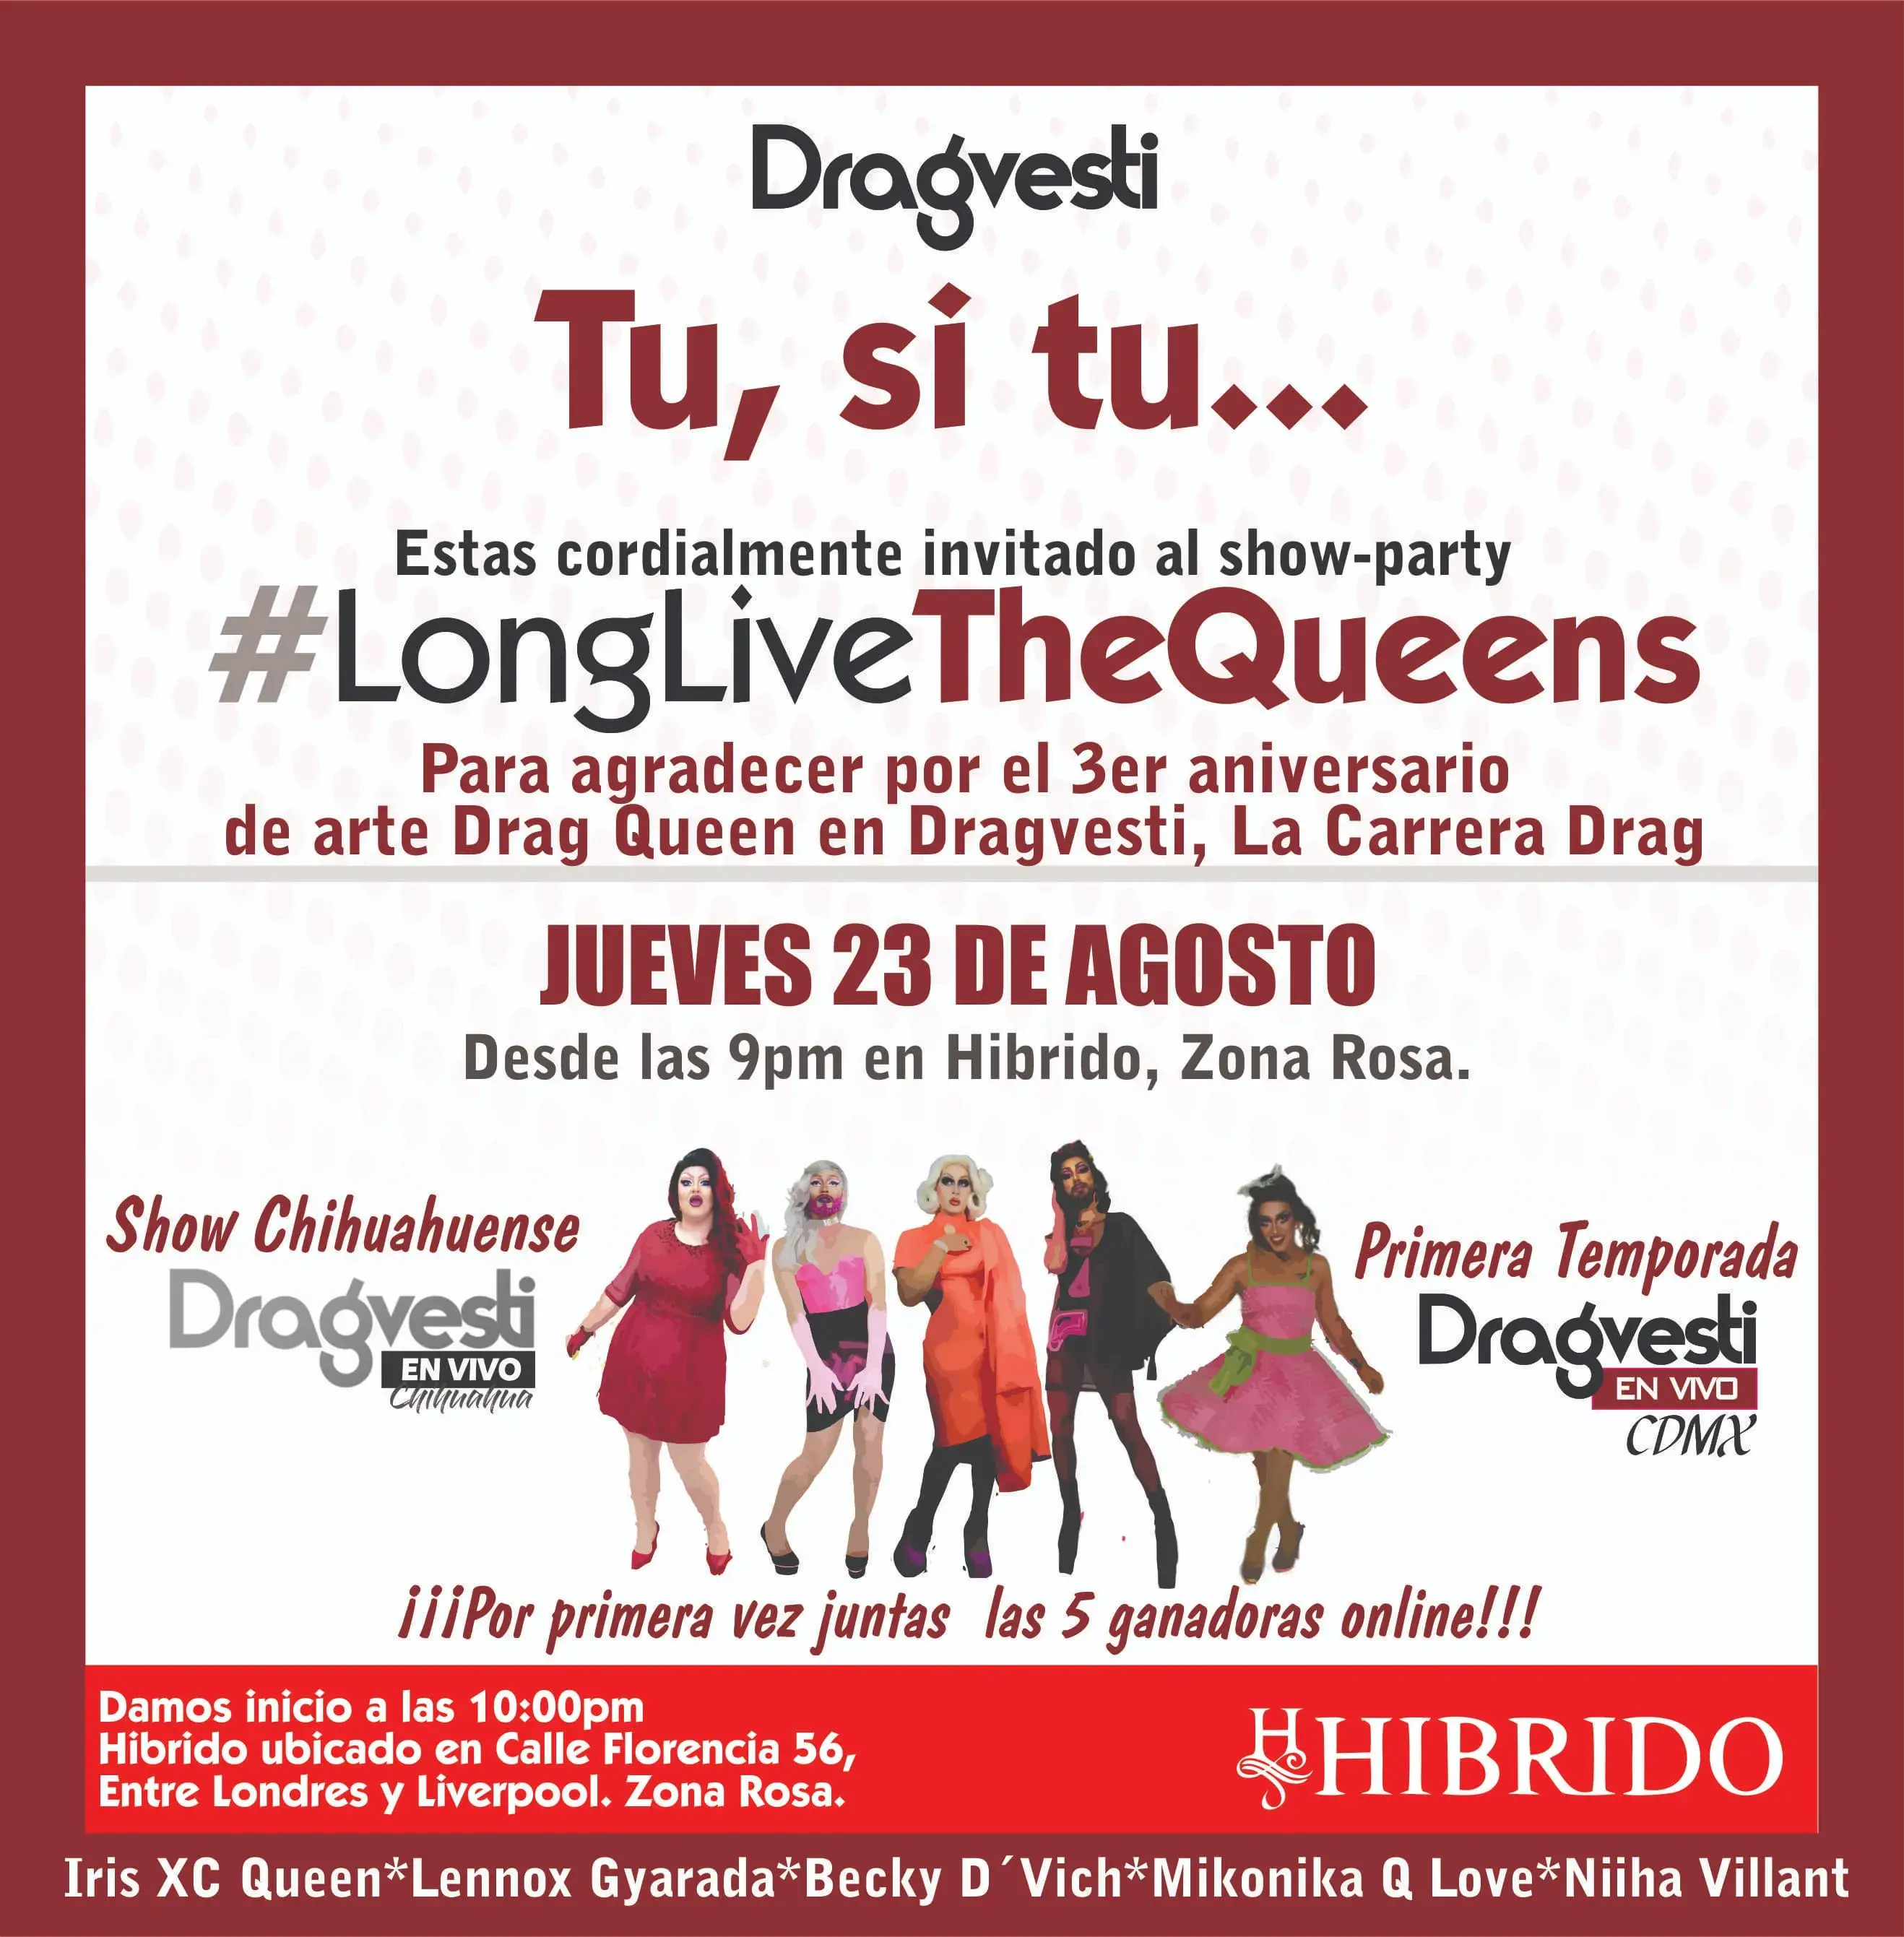 Dragvesti
Tu, si tu...
Estas cordialmente invitado al show-party
#LongLiveTheQueens
Para agradecer por el 3er aniversario
de arte Drag Queen en Dragvesti, La Carrera Drag
JUEVES 23 DE AGOSTO
Desde las 9pm en Hibrido, Zona Rosa.
Show Chihuahuense
Dragvesti
EN VIVO
Chihuahua
Primera Temporada
Dragvesti
EN VIVO
CDMX
¡¡¡Por primera vez juntas las 5 ganadoras online!!!
Damos inicio a las 10:00pm
Hibrido ubicado en Calle Florencia 56,
Entre Londres y Liverpool. Zona Rosa.
H HIBRIDO
Iris XC Queen*Lennox Gyarada*Becky D´Vich*Mikonika Q Love*Niiha Villant